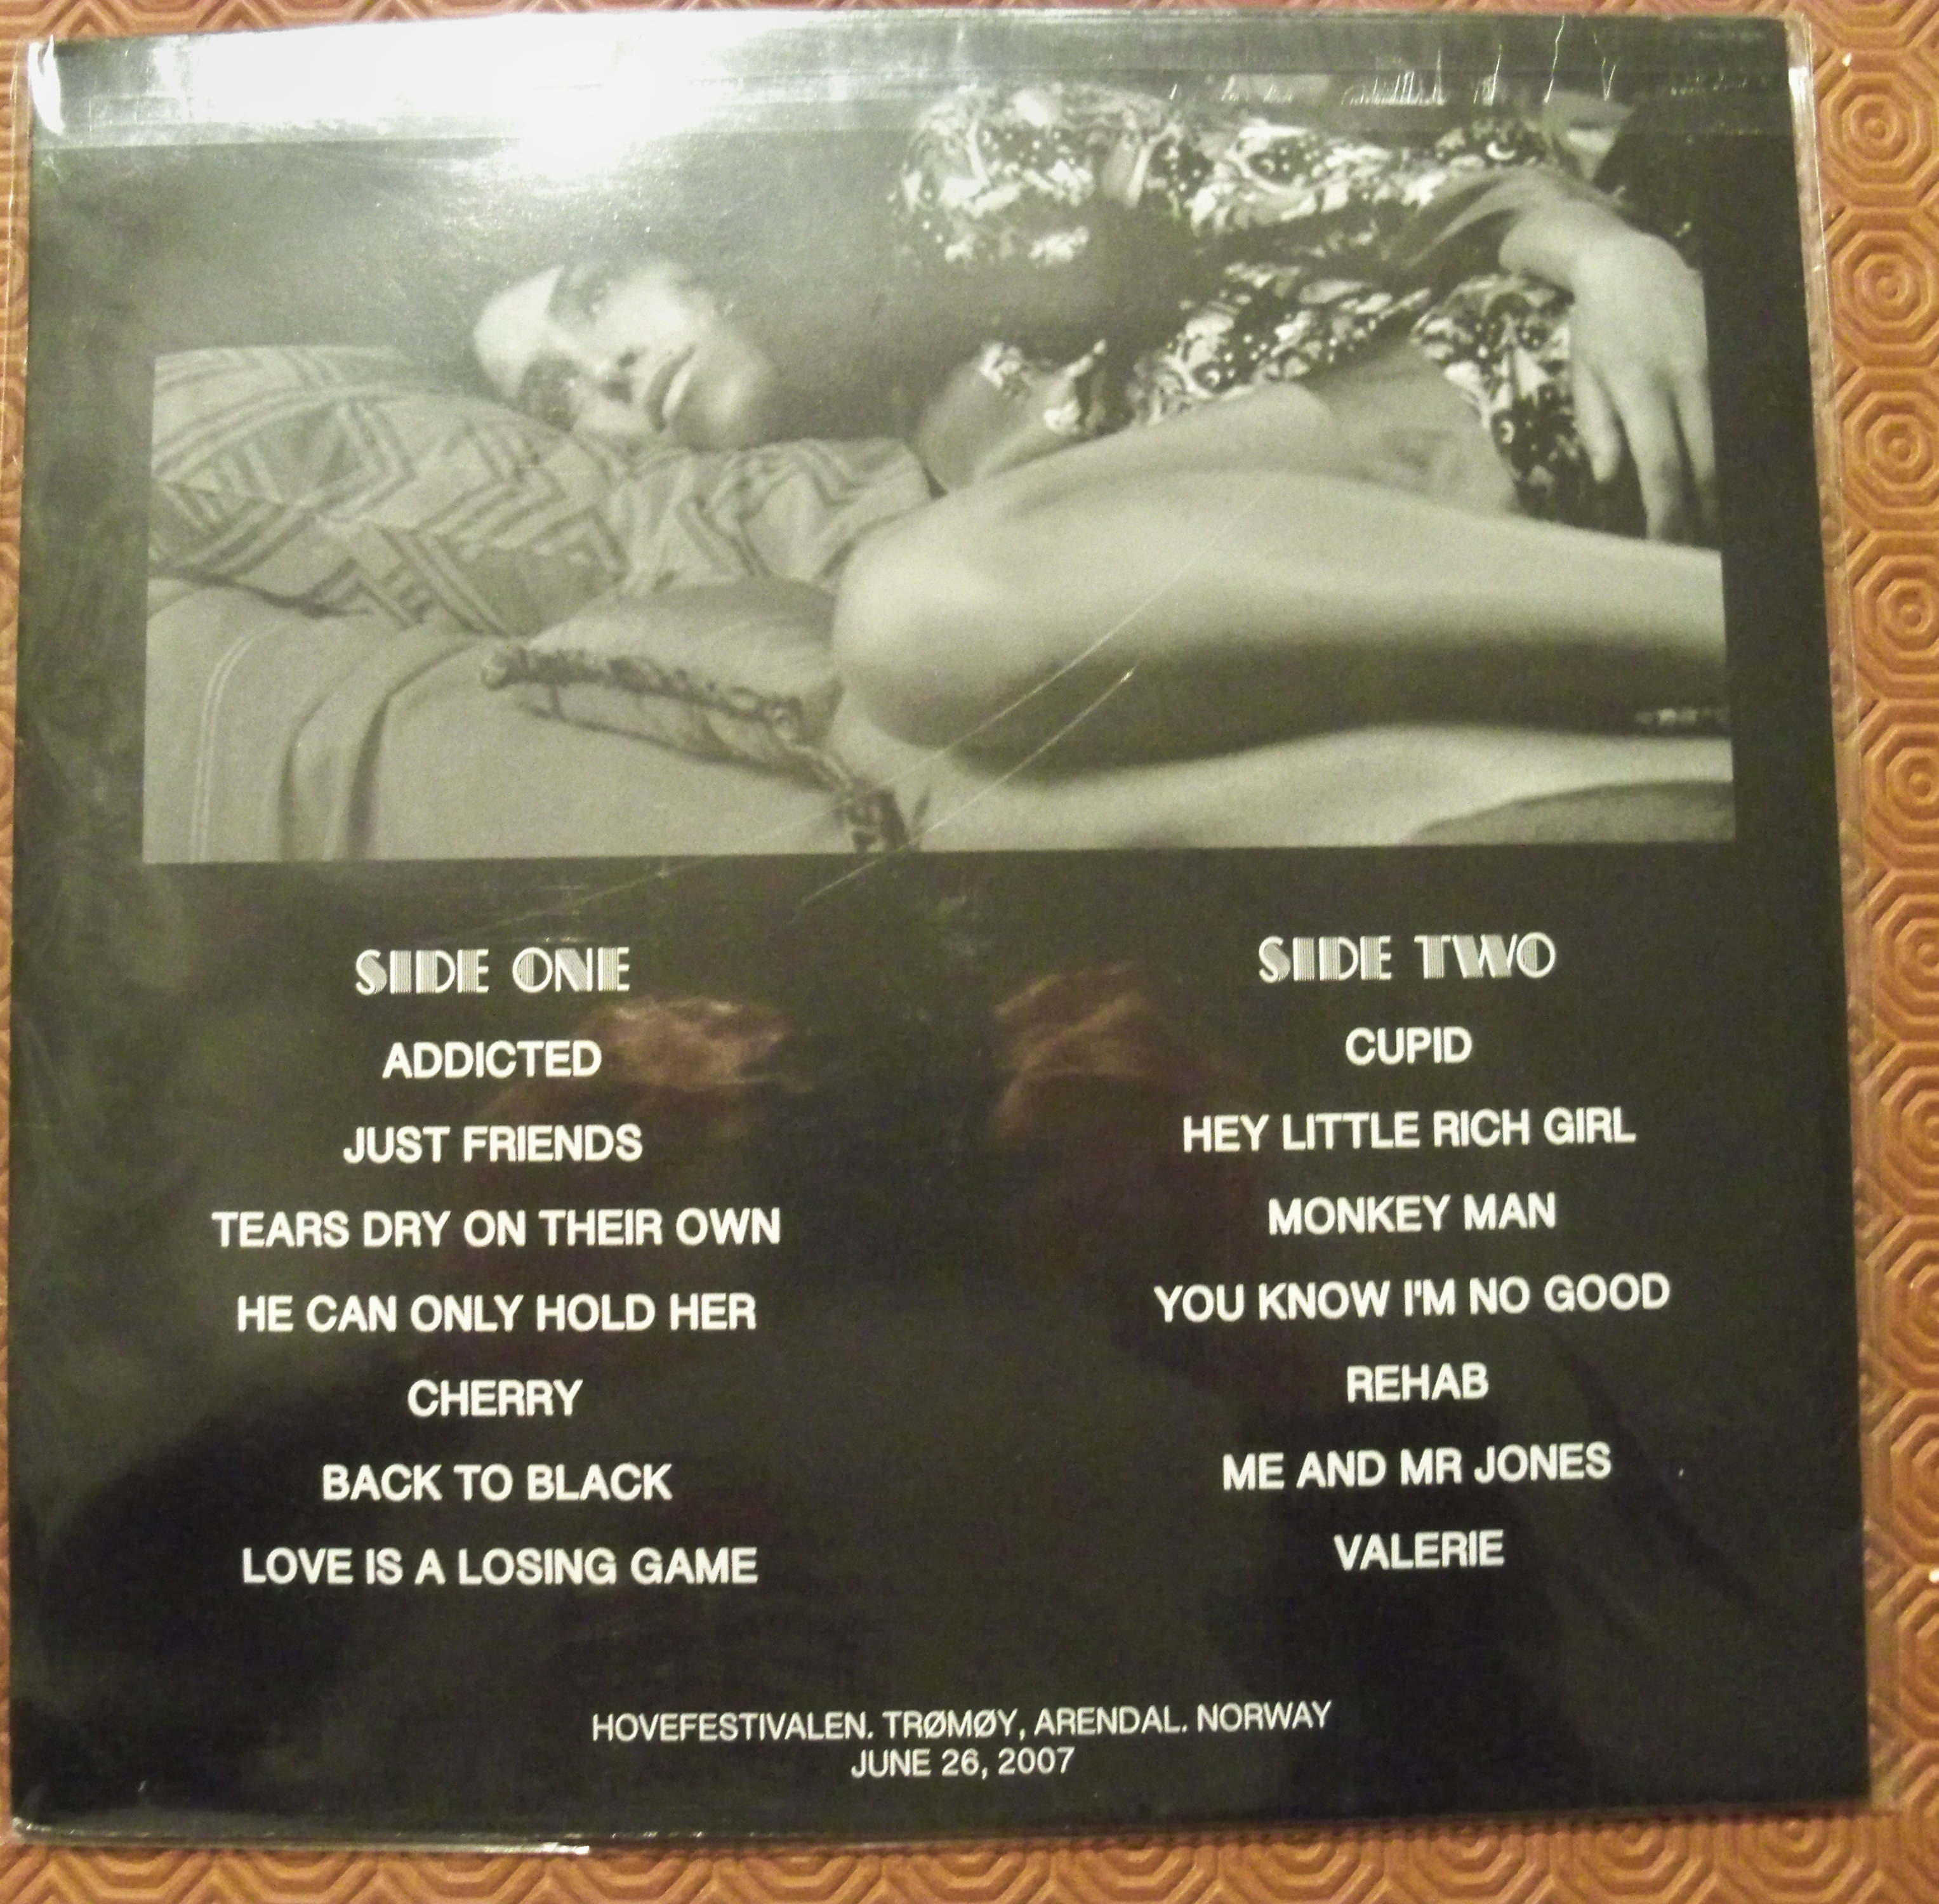 SIDE ONE
ADDICTED
JUST FRIENDS
TEARS DRY ON THEIR OWN
HE CAN ONLY HOLD HER
CHERRY
BACK TO BLACK
LOVE IS A LOSING GAME
SIDE TWO
CUPID
HEY LITTLE RICH GIRL
MONKEY MAN
YOU KNOW I'M NO GOOD
REHAB
ME AND MR JONES
VALERIE
HOVEFESTIVALEN. TRØMØY, ARENDAL. NORWAY
JUNE 26, 2007